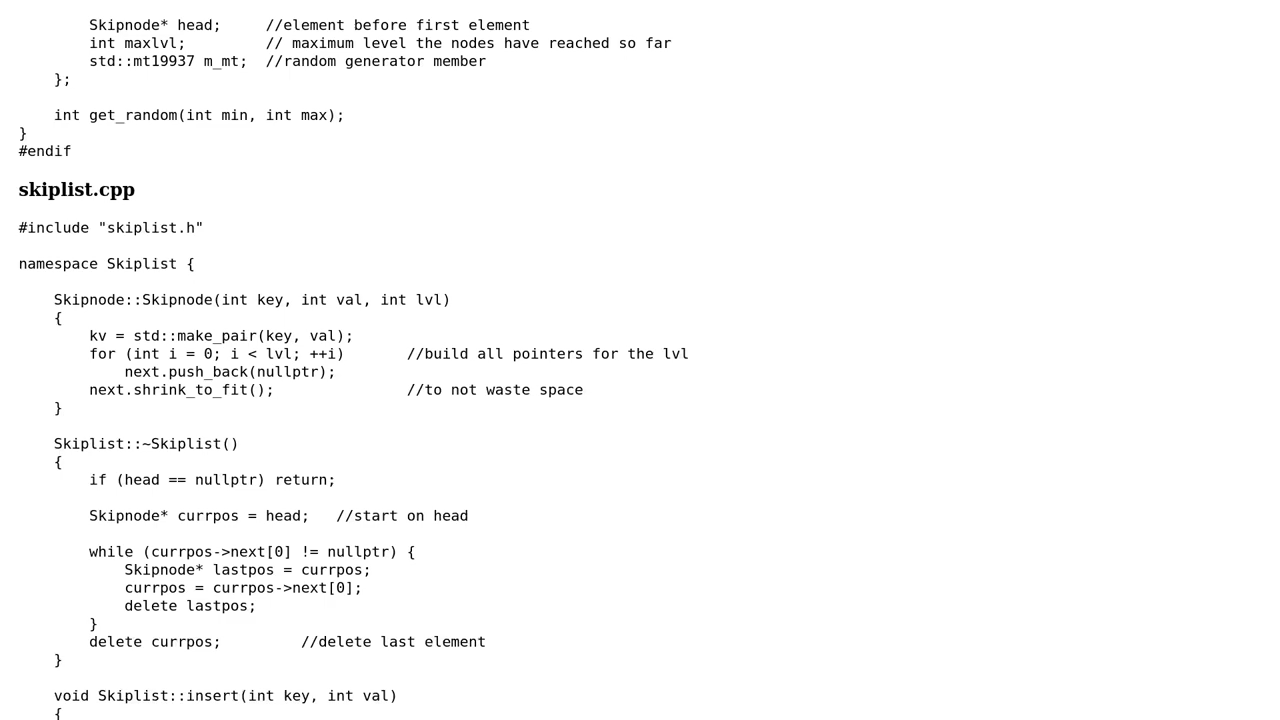 Skipnode* head;     //element before first element
        int maxlvl;         // maximum level the nodes have reached so far
        std::mt19937 m_mt;  //random generator member
    };

    int get_random(int min, int max);
}
#endif

skiplist.cpp

#include "skiplist.h"

namespace Skiplist {

    Skipnode::Skipnode(int key, int val, int lvl)
    {
        kv = std::make_pair(key, val);
        for (int i = 0; i < lvl; ++i)       //build all pointers for the lvl
            next.push_back(nullptr);
        next.shrink_to_fit();               //to not waste space
    }

    Skiplist::~Skiplist()
    {
        if (head == nullptr) return;

        Skipnode* currpos = head;   //start on head

        while (currpos->next[0] != nullptr) {
            Skipnode* lastpos = currpos;
            currpos = currpos->next[0];
            delete lastpos;
        }
        delete currpos;         //delete last element
    }

    void Skiplist::insert(int key, int val)
    {